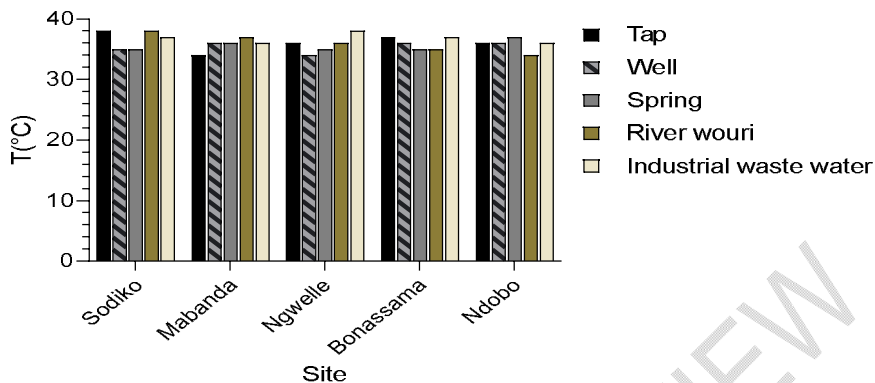 40
30
20
10
0
T(°C)
Sodiko
Mabanda
Ngwelle
Bonassama
Ndobo
Site
Tap
Well
Spring
River wouri
Industrial waste water